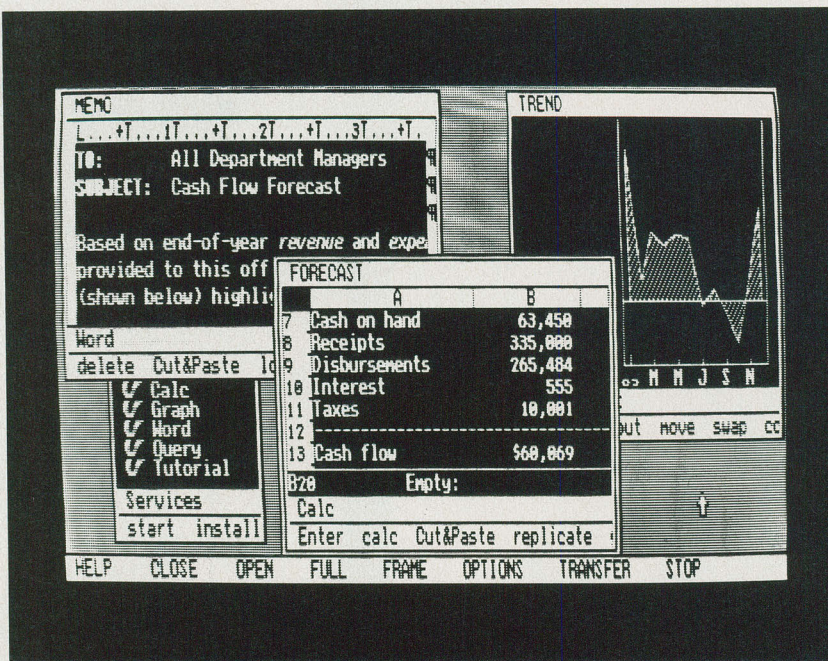 MEMO
L...+T...1T...+T...2T...+T...3T...+T.
TO: All Department Managers ¶
SUBJECT: Cash Flow Forecast ¶
¶
Based on end-of-year revenue and expe
provided to this off
(shown below) highlig
Word
delete Cut&Paste lo
Calc
Graph
Word
Query
Tutorial
Services
start install
FORECAST
A B
7 Cash on hand 63,450
8 Receipts 335,000
9 Disbursements 265,484
10 Interest 555
11 Taxes 10,001
12 --------------------
13 Cash flow $60,069
B20 Empty:
Calc
Enter calc Cut&Paste replicate
TREND
M M J S N
out move swap co
HELP CLOSE OPEN FULL FRAME OPTIONS TRANSFER STOP